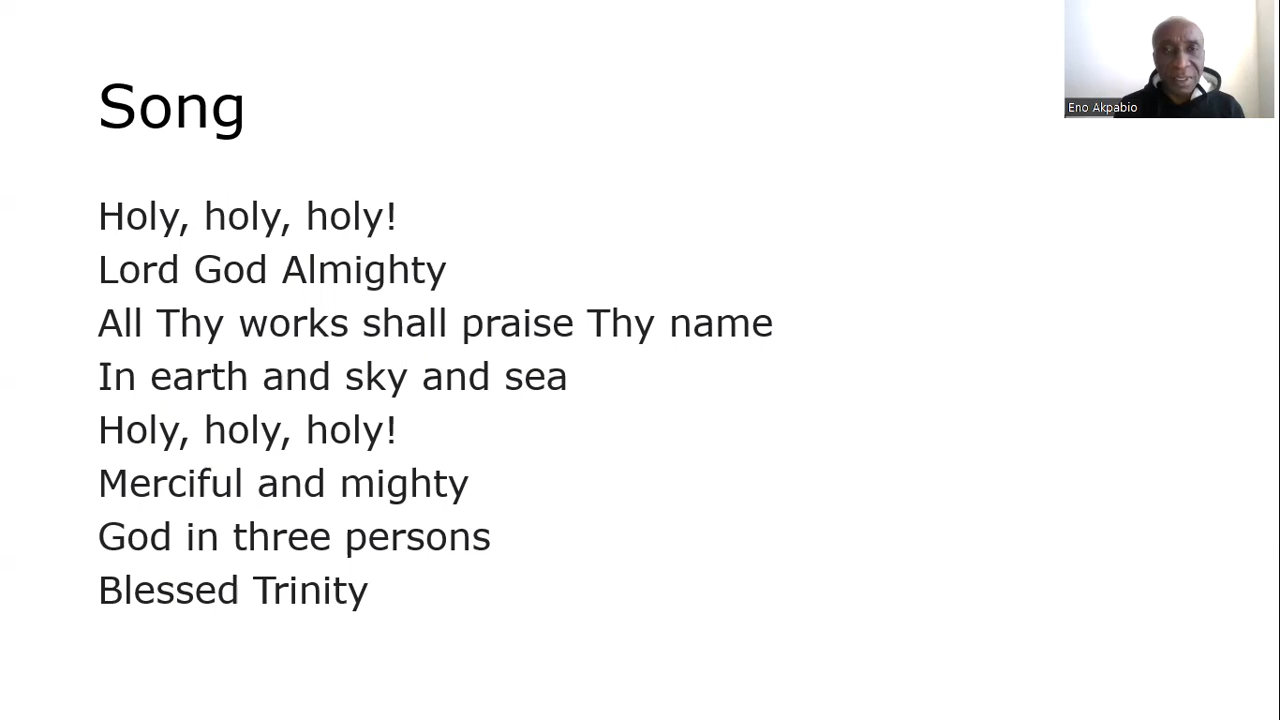 Song
Holy, holy, holy!
Lord God Almighty
All Thy works shall praise Thy name
In earth and sky and sea
Holy, holy, holy!
Merciful and mighty
God in three persons
Blessed Trinity
Eno Akpabio